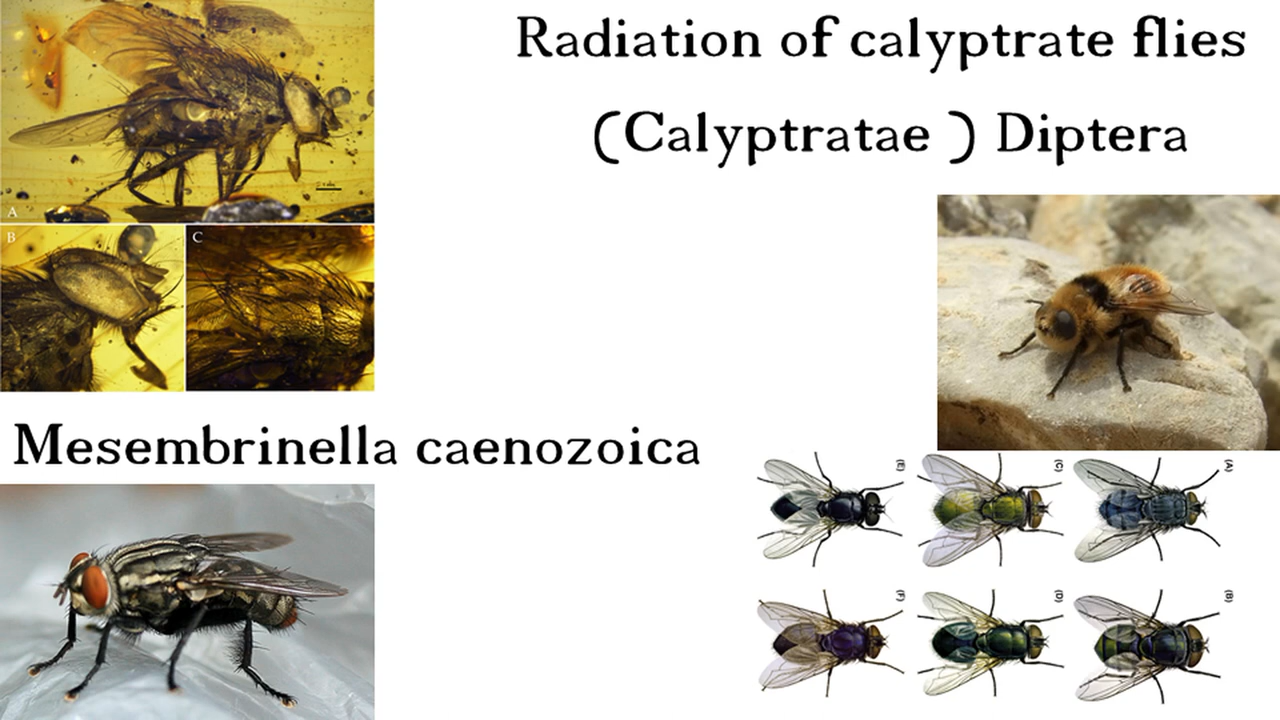 Radiation of calyptrate flies
(Calyptratae ) Diptera
A
B
C
Mesembrinella caenozoica
(E)
(C)
(A)
(F)
(D)
(B)